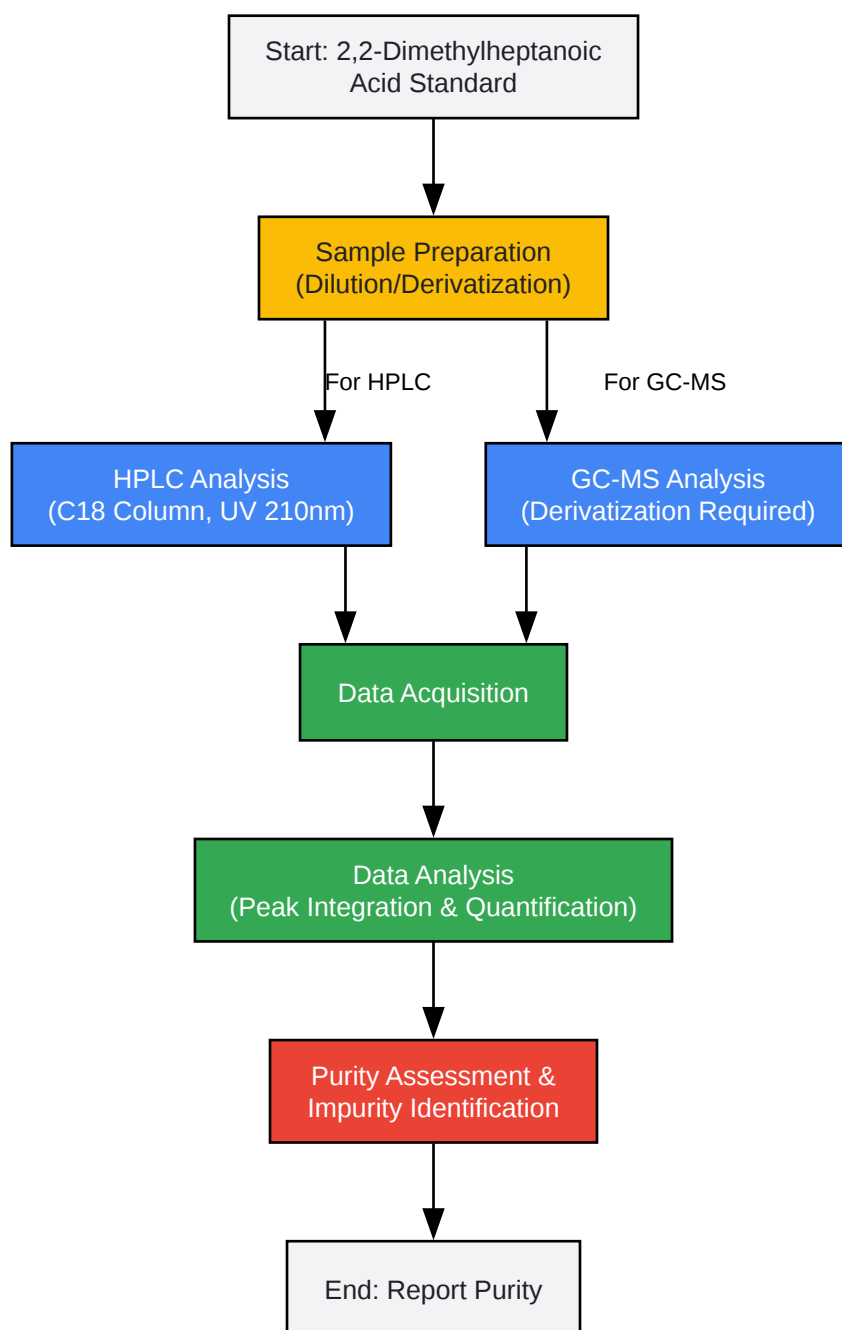 Start: 2,2-Dimethylheptanoic
Acid Standard
Sample Preparation
(Dilution/Derivatization)
For HPLC
For GC-MS
HPLC Analysis
(C18 Column, UV 210nm)
GC-MS Analysis
(Derivatization Required)
Data Acquisition
Data Analysis
(Peak Integration & Quantification)
Purity Assessment &
Impurity Identification
End: Report Purity